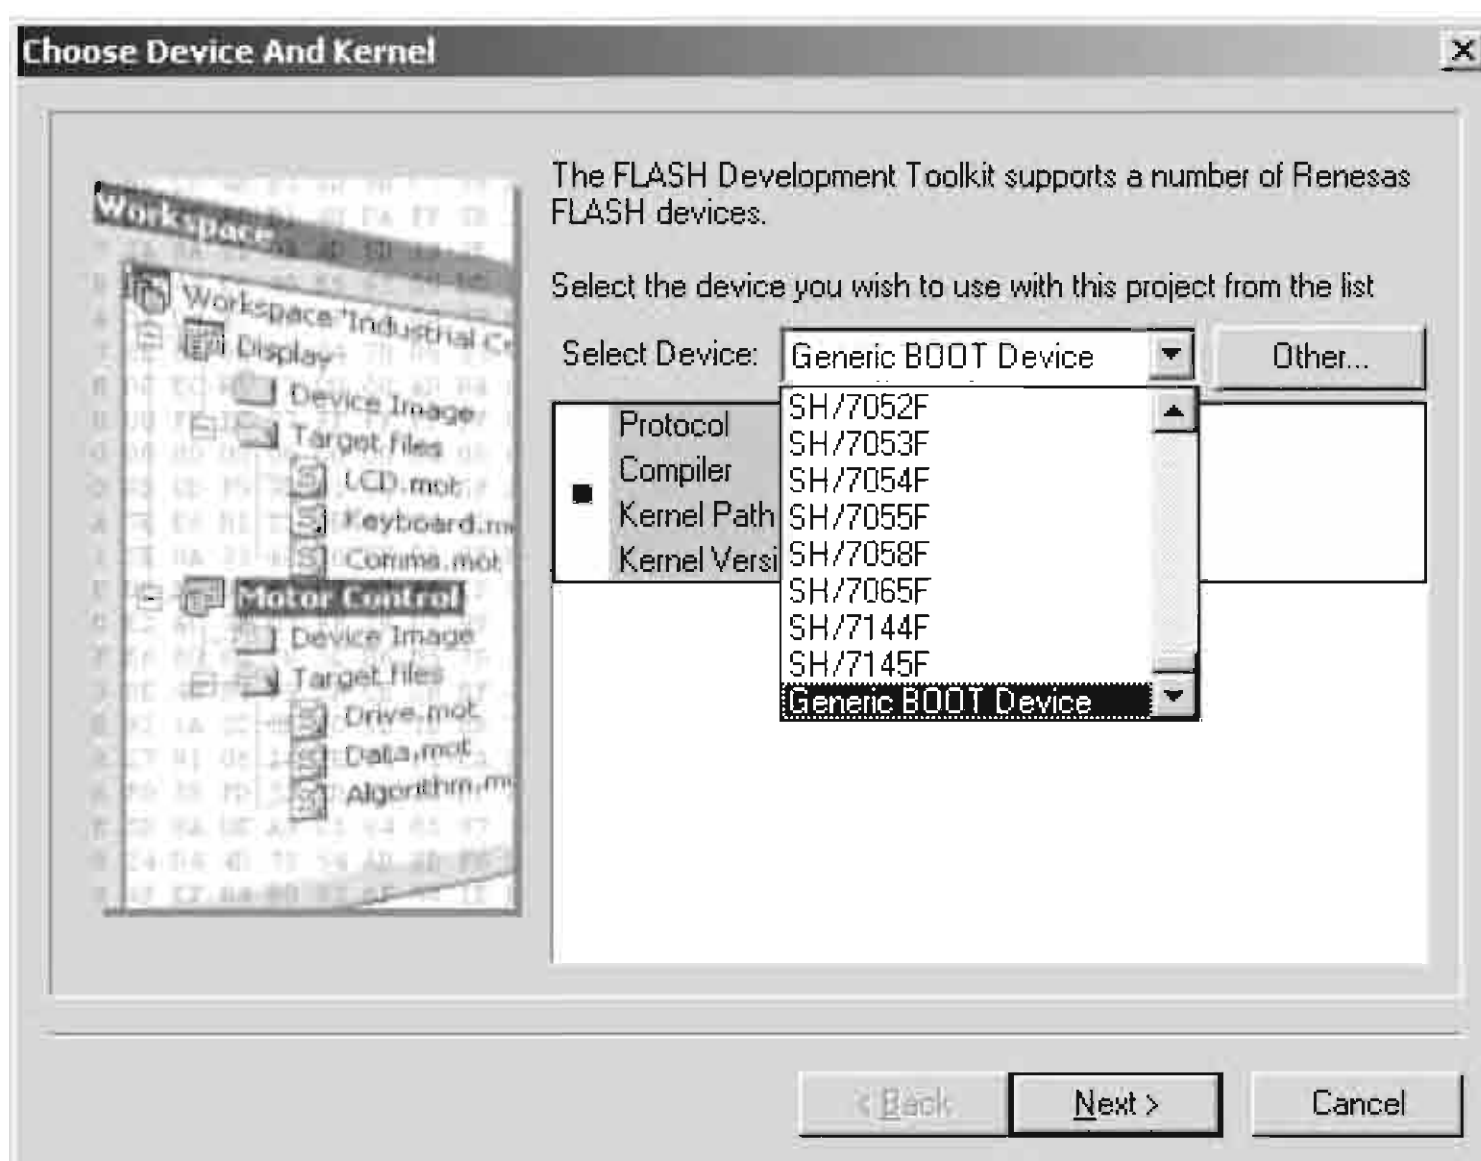 Choose Device And Kernel
The FLASH Development Toolkit supports a number of Renesas
FLASH devices.
Select the device you wish to use with this project from the list
Select Device:
Generic BOOT Device
Other...
Protocol
Compiler
Kernel Path
Kernel Versi
SH/7052F
SH/7053F
SH/7054F
SH/7055F
SH/7058F
SH/7065F
SH/7144F
SH/7145F
Generic BOOT Device
Workspace
Workspace "Industrial
Display
Device Image
Target files
LCD.mot
Keyboard.m
Comms.mot
Motor Control
Device Image
Target files
Drive.mot
Data.mot
Algorithm.m
< Back
Next >
Cancel